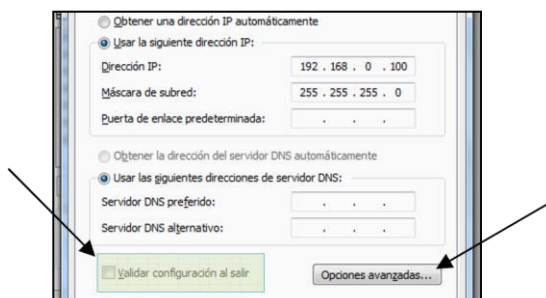 Obtener una dirección IP automáticamente
Usar la siguiente dirección IP:
Dirección IP: 192 . 168 . 0 . 100
Máscara de subred: 255 . 255 . 255 . 0
Puerta de enlace predeterminada: . . .
Obtener la dirección del servidor DNS automáticamente
Usar las siguientes direcciones de servidor DNS:
Servidor DNS preferido: . . .
Servidor DNS alternativo: . . .
Validar configuración al salir
Opciones avanzadas...